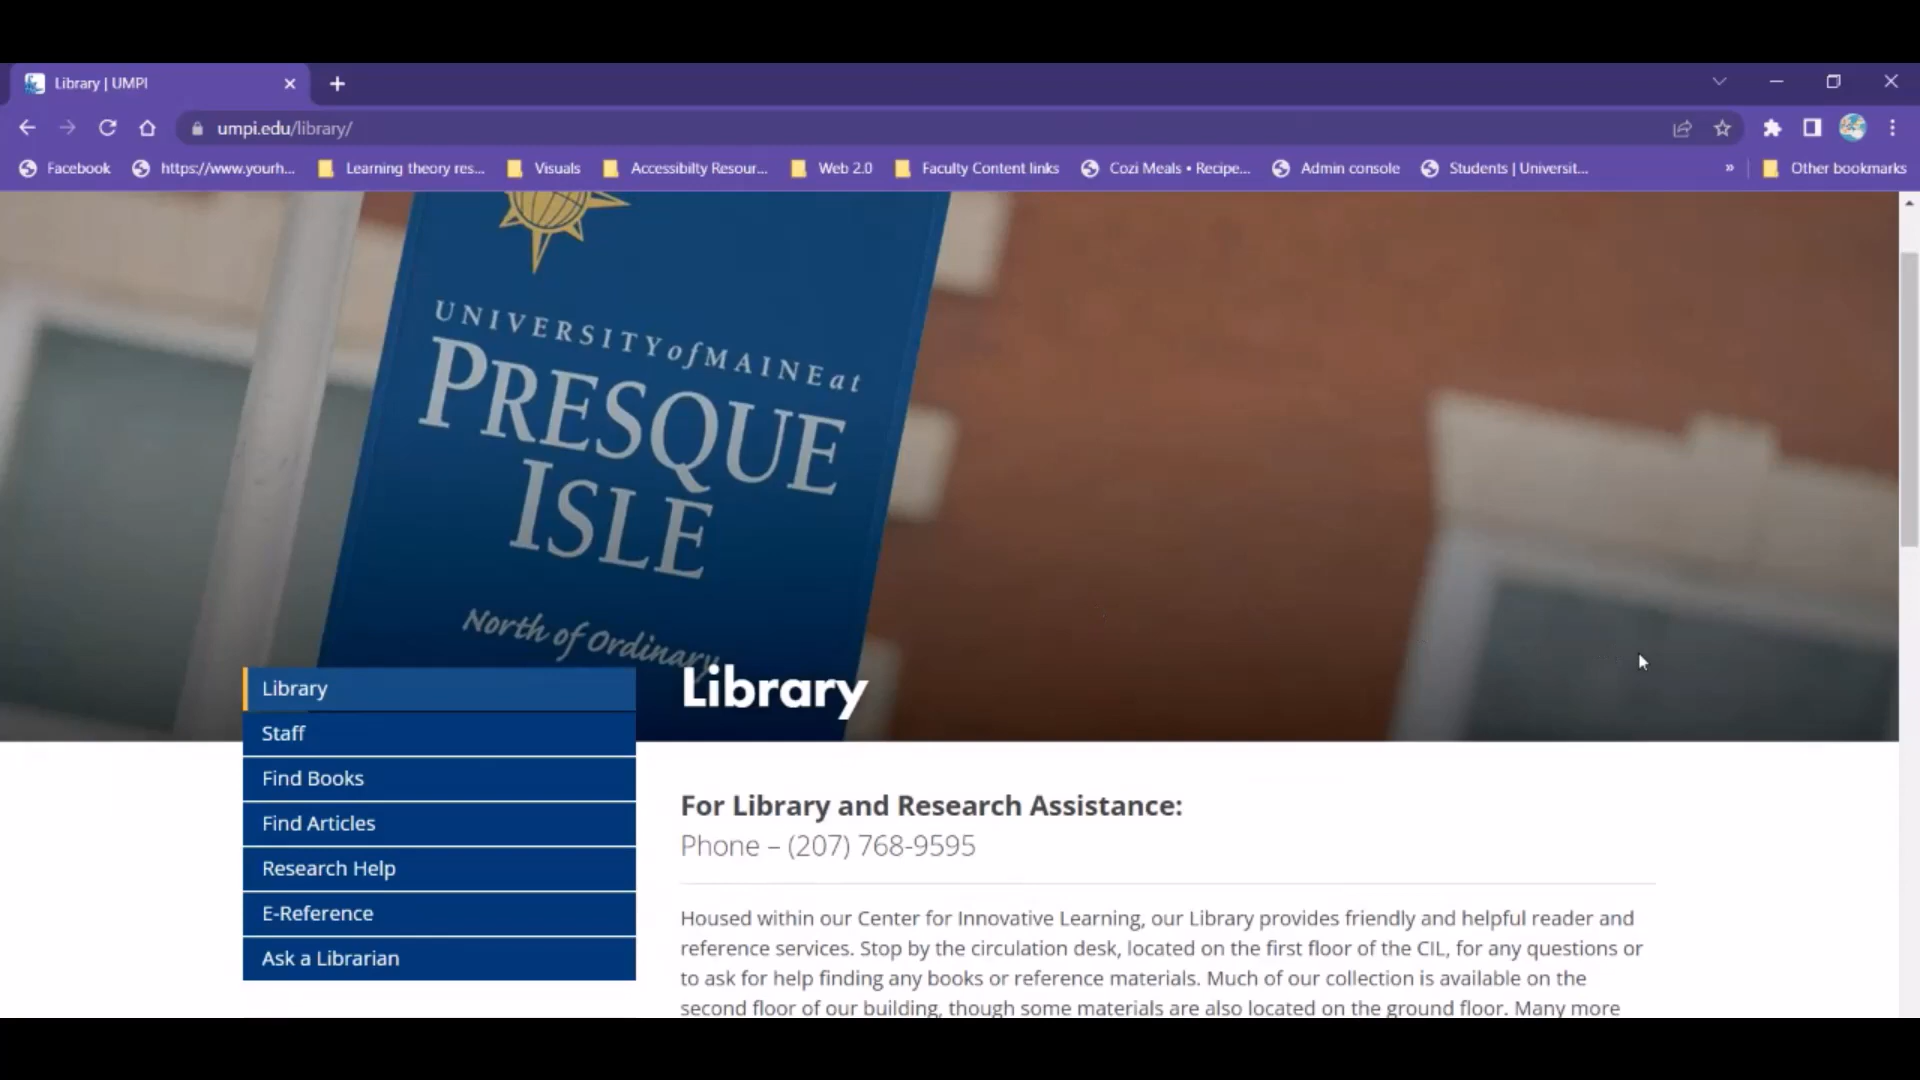 Library | UMPI
umpi.edu/library/
Facebook
https://www.yourh...
Learning theory res...
Visuals
Accessibilty Resour...
Web 2.0
Faculty Content links
Cozi Meals • Recipe...
Admin console
Students | Universit...
»
Other bookmarks
UNIVERSITY of MAINE at
PRESQUE
ISLE
North of Ordinary
Library
Library
Staff
Find Books
Find Articles
Research Help
E-Reference
Ask a Librarian
For Library and Research Assistance:
Phone – (207) 768-9595
Housed within our Center for Innovative Learning, our Library provides friendly and helpful reader and
reference services. Stop by the circulation desk, located on the first floor of the CIL, for any questions or
to ask for help finding any books or reference materials. Much of our collection is available on the
second floor of our building, though some materials are also located on the ground floor. Many more